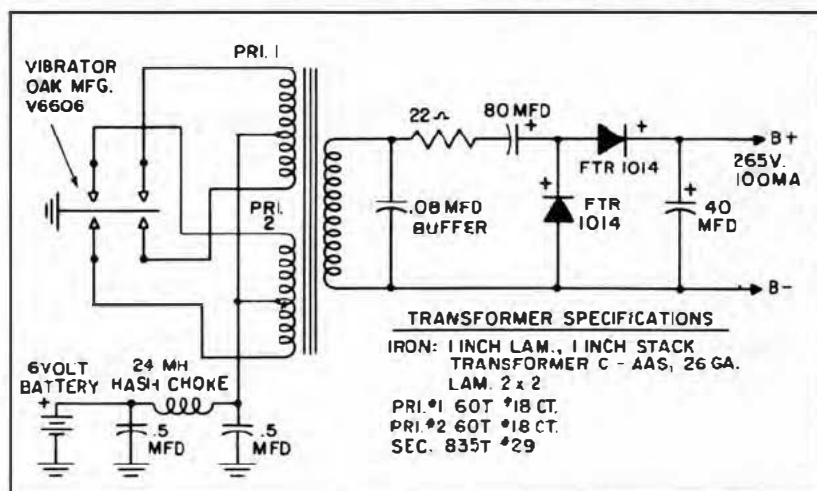 VIBRATOR
OAK MFG.
V6606
PRI. 1
PRI.
2
22 Ω
80 MFD
+
+
FTR 1014
B+
265V.
100MA
.08 MFD
BUFFER
+
FTR
1014
+
40
MFD
B-
6 VOLT
BATTERY
+
24 MH
HASH CHOKE
.5
MFD
.5
MFD
TRANSFORMER SPECIFICATIONS
IRON: 1 INCH LAM., 1 INCH STACK
TRANSFORMER C - AAS, 26 GA.
LAM. 2 x 2
PRI. #1 60T #18 CT.
PRI. #2 60T #18 CT.
SEC. 835T #29